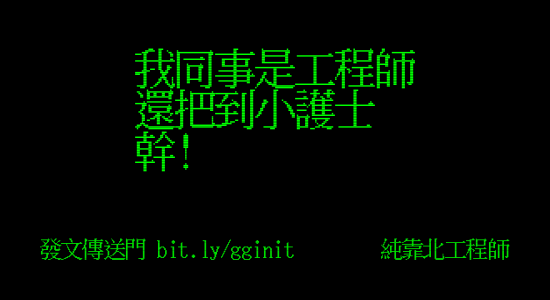 我同事是工程師
還把到小護士
幹!
發文傳送門 bit.ly/gginit
純靠北工程師